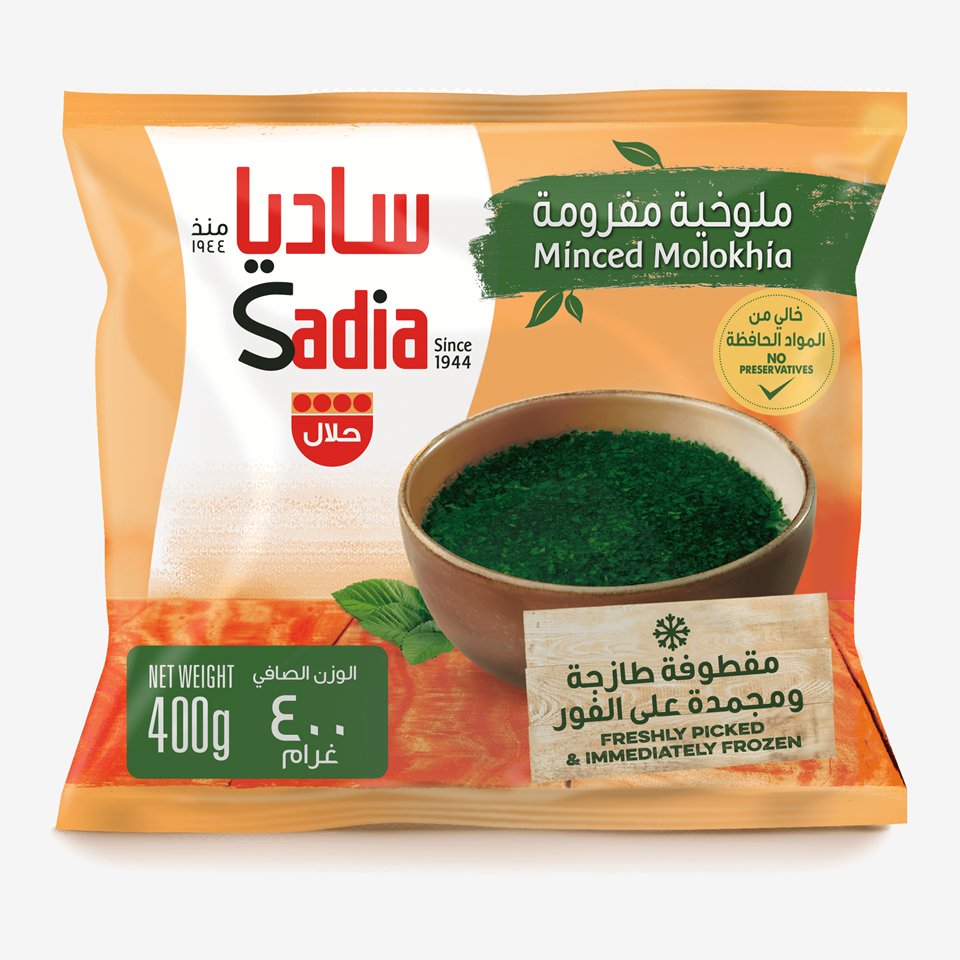 ساديا
منذ
١٩٤٤
Sadia
Since
1944
حلال
ملوخية مفرومة
Minced Molokhia
خالي من
المواد الحافظة
NO
PRESERVATIVES
مقطوفة طازجة
ومجمدة على الفور
FRESHLY PICKED
& IMMEDIATELY FROZEN
NET WEIGHT
400g
الوزن الصافي
٤٠٠
غرام